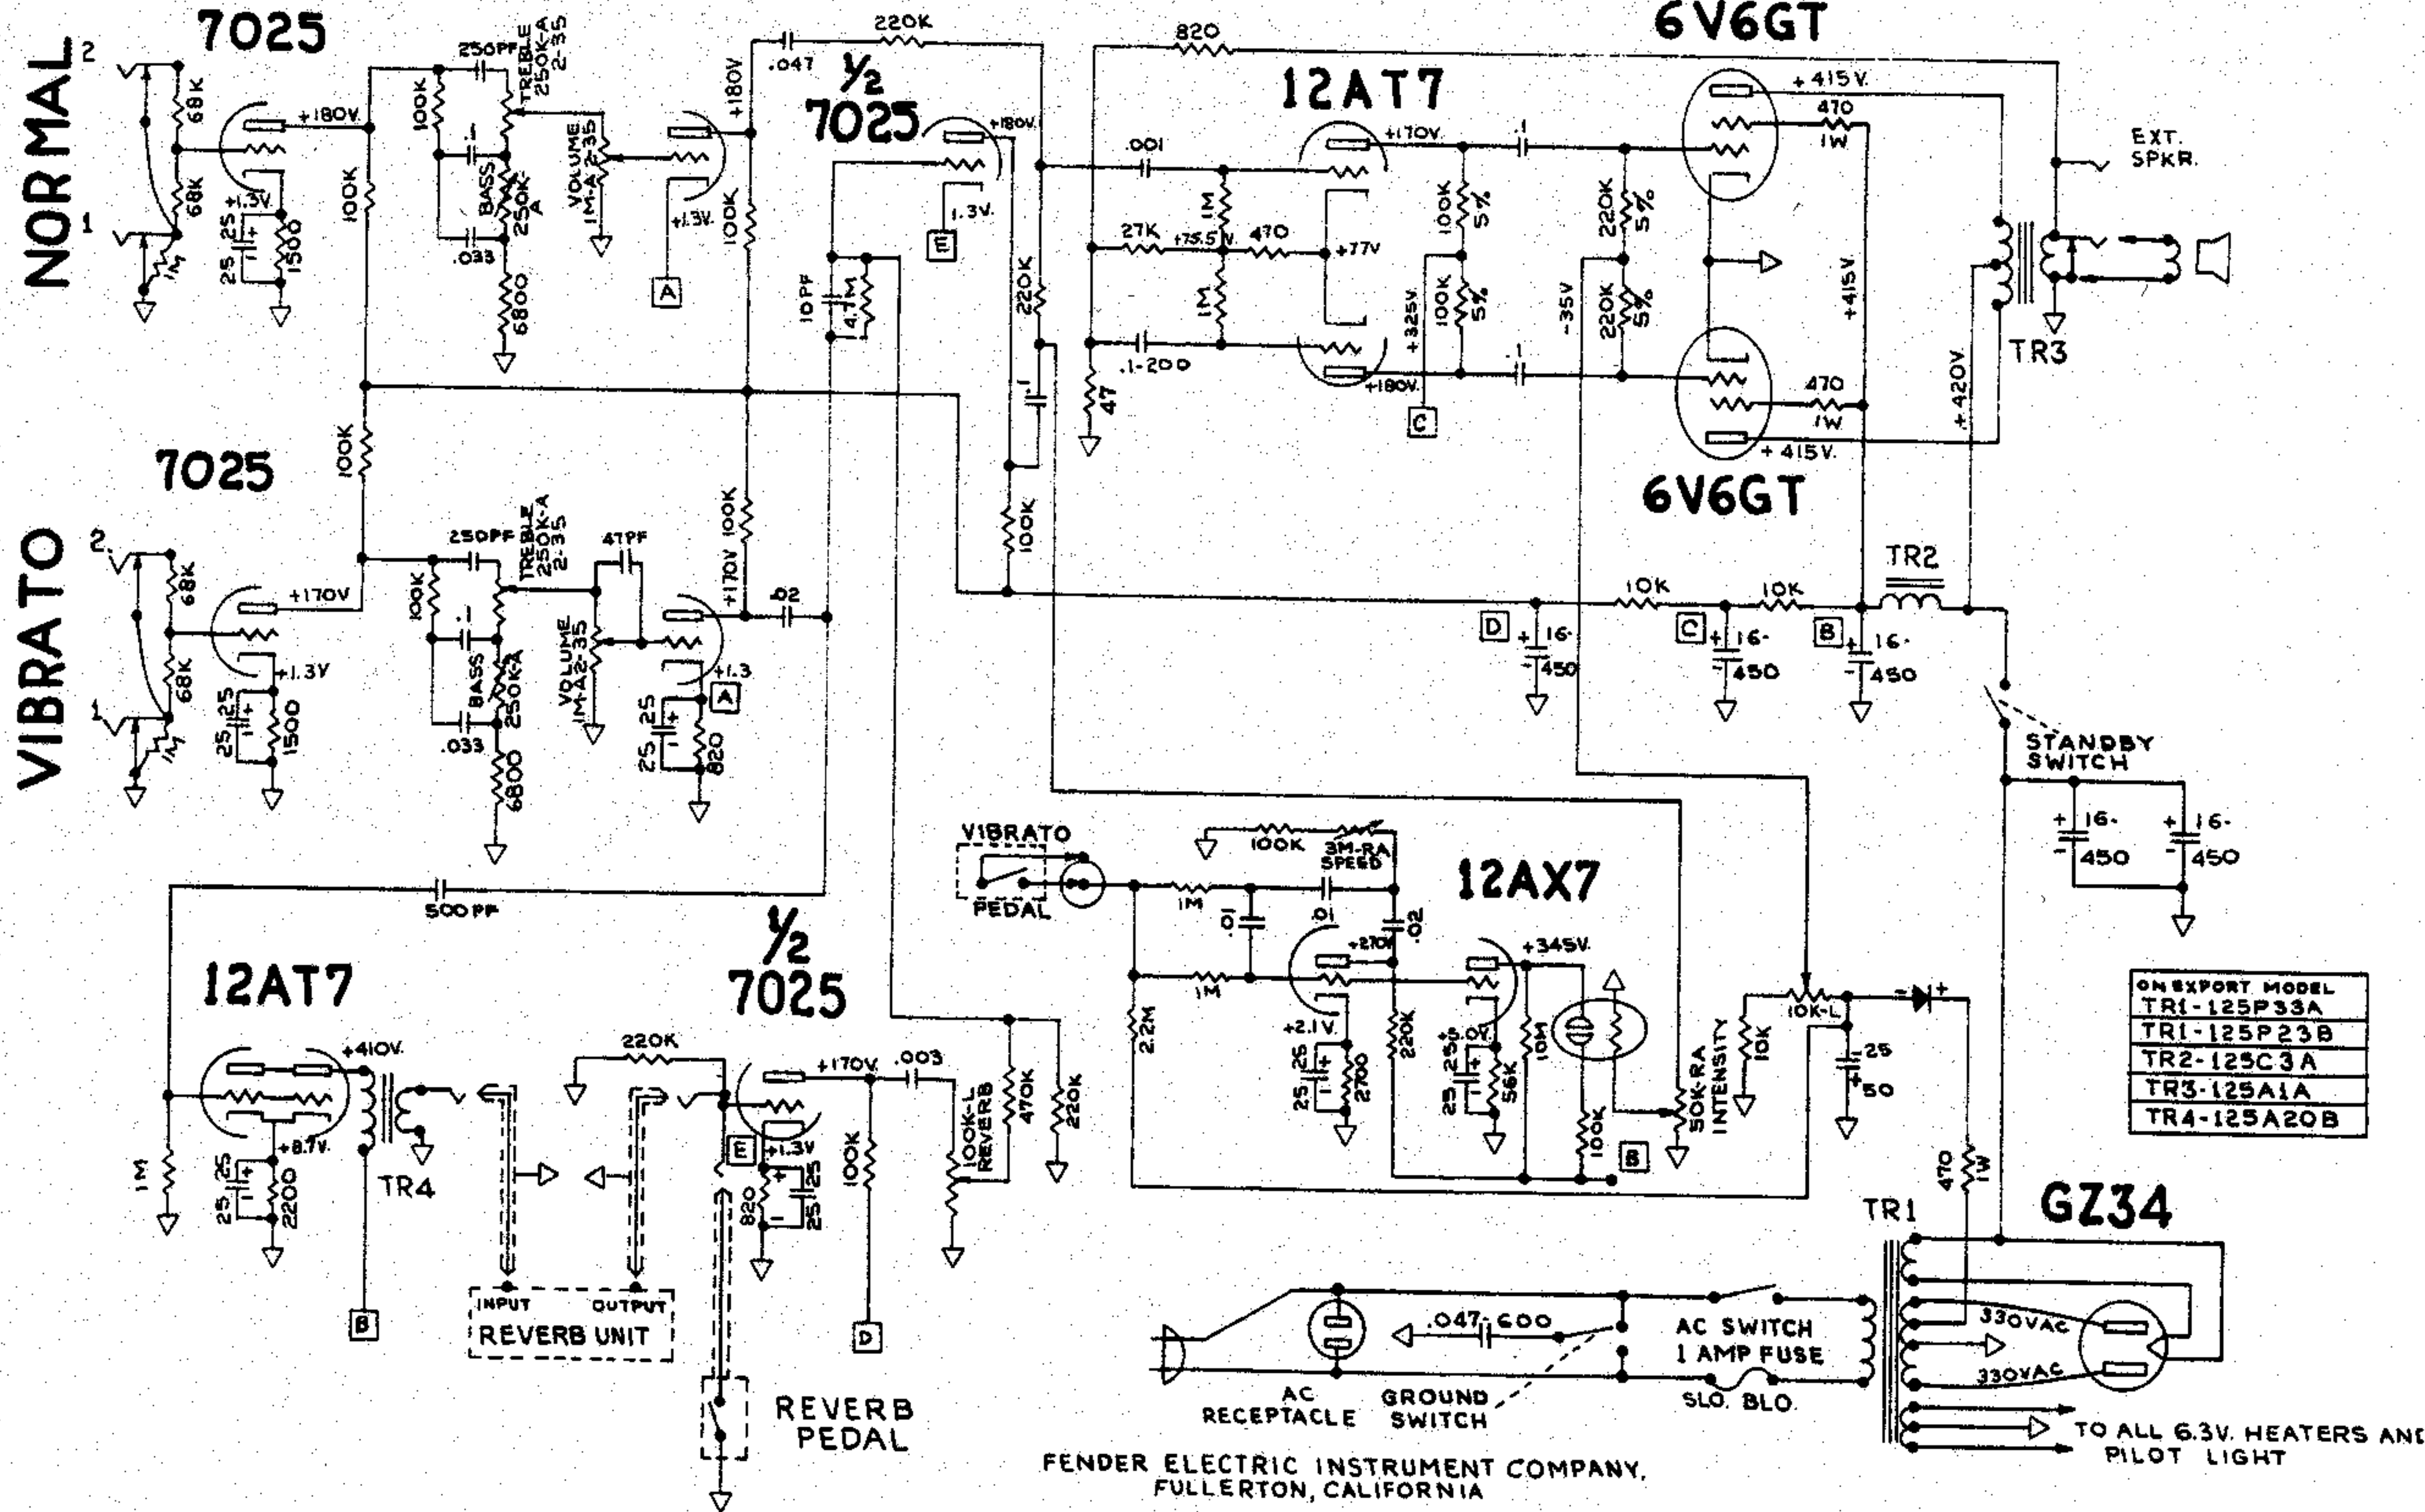 NORMAL
2
1
7025
68K
68K
1M
+180V.
+1.3V.
25,25
1500
100K
100K
250PF
TREBLE
250K-A
2-35
.1
BASS
250K-
A
.033
6800
VOLUME
1M-A 2-35
+1.3V.
A
+180V.
100K
.047
220K
1/2
7025
+180V.
1.3V.
E
10PF
4.7M
220K
.1
100K
820
12AT7
.001
1M
27K
+75.5V.
470
1M
+77V
.1-200
47
+170V.
+180V.
100K
5%
100K
5%
+325V.
C
.1
.1
220K
5%
220K
5%
-35V
6V6GT
+415V.
470
1W
+415V
470
1W
+415V.
6V6GT
+420V.
EXT.
SPKR.
TR3
VIBRATO
2.
1.
7025
68K
68K
1M
+170V
+1.3V
25,25
1500
100K
100K
250PF
TREBLE
250K-A
2-35
.1
BASS
250K-A
.033
6800
47PF
VOLUME
1M-A 2-35
+1.3
A
25 25
820
+170V
100K
.02
500PF
D
16-
450
10K
C
16-
450
10K
B
16-
450
TR2
STANDBY
SWITCH
16-
450
16-
450
VIBRATO
PEDAL
100K
3M-RA
SPEED
1M
.01
.01
.02
1M
2.2M
12AX7
+270V
+2.1V.
25,25
2700
220K
+345V.
25,25
56K
10M
100K
B
50K-RA
INTENSITY
10K
10K-L
25
50
470
1W
12AT7
1M
+410V.
+8.7V.
25,25
2200
TR4
B
INPUT
OUTPUT
REVERB UNIT
220K
1/2
7025
+170V.
.003
E
+1.3V
820
25,25
100K
D
100K-L
REVERB
470K
220K
REVERB
PEDAL
ON EXPORT MODEL
TR1-125P33A
TR1-125P23B
TR2-125C3A
TR3-125A1A
TR4-125A20B
TR1
GZ34
330VAC
330VAC
.047-600
AC
RECEPTACLE
GROUND
SWITCH
AC SWITCH
1 AMP FUSE
SLO. BLO.
TO ALL 6.3V. HEATERS AND
PILOT LIGHT
FENDER ELECTRIC INSTRUMENT COMPANY.
FULLERTON, CALIFORNIA